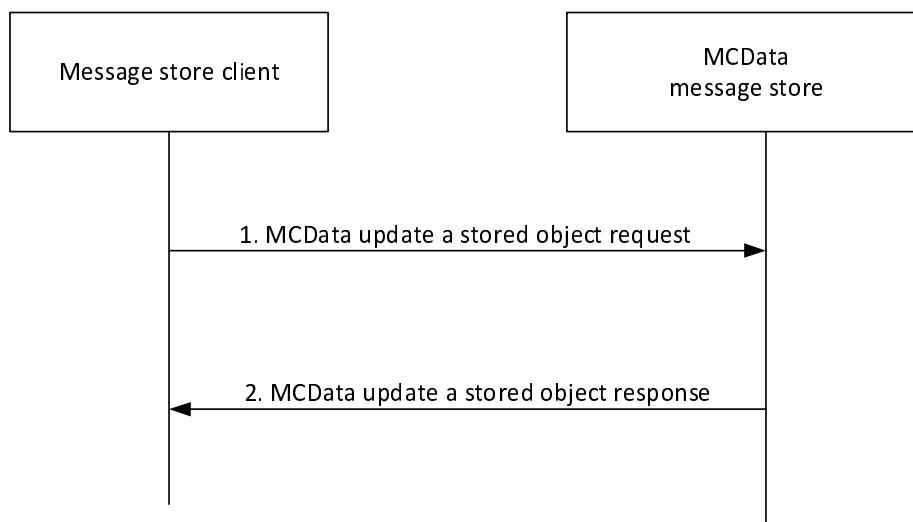 Message store client
MCData
message store
1. MCData update a stored object request
2. MCData update a stored object response